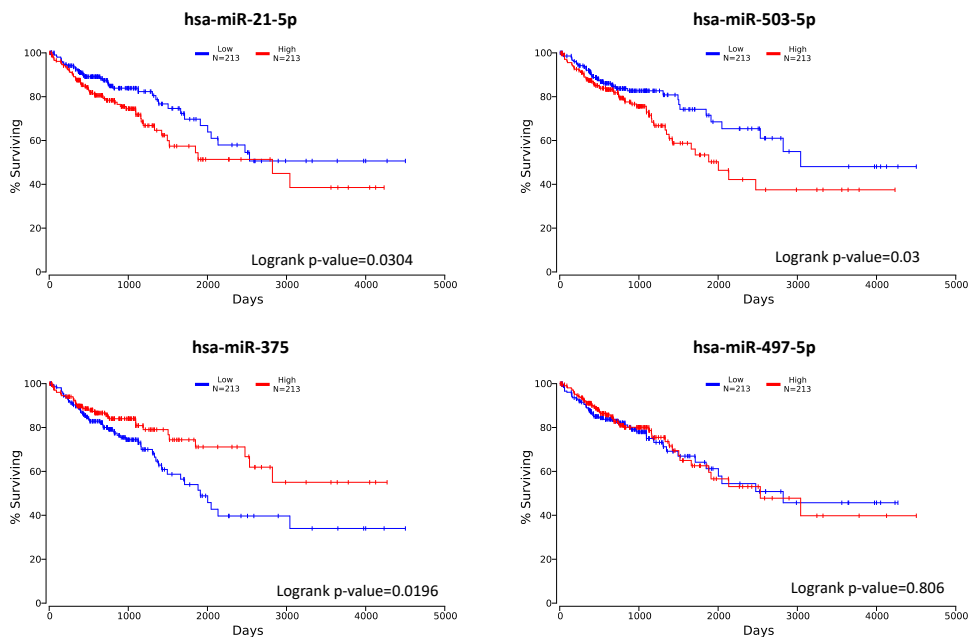 hsa-miR-21-5p
Low
N=213
High
N=213
100
80
60
40
20
0
% Surviving
Logrank p-value=0.0304
0 1000 2000 3000 4000 5000
Days
hsa-miR-503-5p
Low
N=213
High
N=213
100
80
60
40
20
0
% Surviving
Logrank p-value=0.03
0 1000 2000 3000 4000 5000
Days
hsa-miR-375
Low
N=213
High
N=213
100
80
60
40
20
0
% Surviving
Logrank p-value=0.0196
0 1000 2000 3000 4000 5000
Days
hsa-miR-497-5p
Low
N=213
High
N=213
100
80
60
40
20
0
% Surviving
Logrank p-value=0.806
0 1000 2000 3000 4000 5000
Days